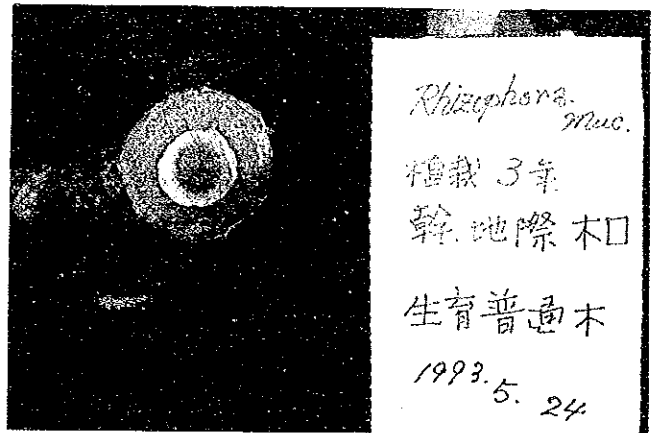 Rhizophora.
Muc.
植栽 3年
幹.地際 木口
生育普通木
1993.5.24